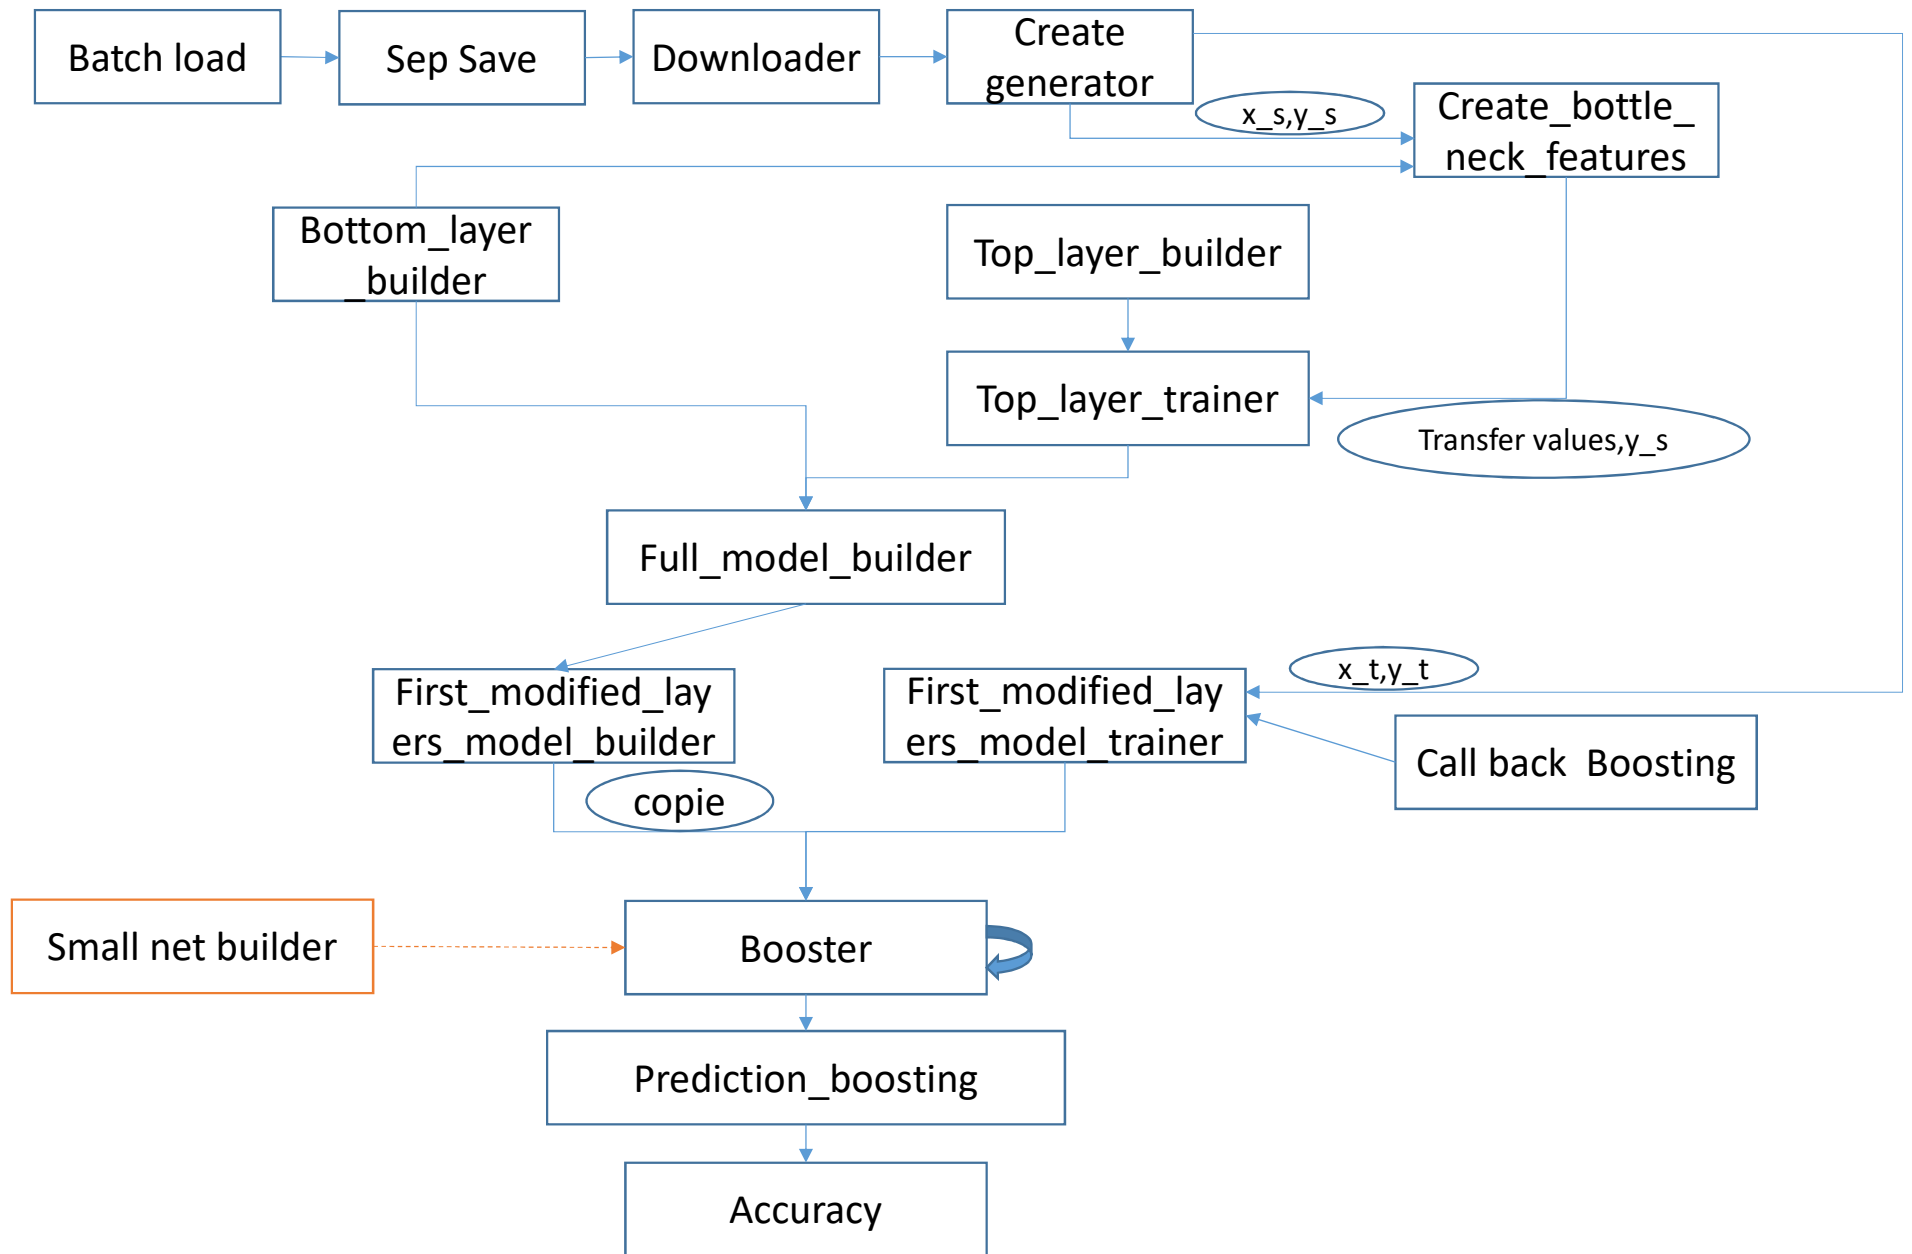 Batch load
Sep Save
Downloader
Create
generator
x_s,y_s
Create_bottle_
neck_features
Bottom_layer
_builder
Top_layer_builder
Top_layer_trainer
Transfer values,y_s
Full_model_builder
First_modified_lay
ers_model_builder
First_modified_lay
ers_model_trainer
x_t,y_t
Call back  Boosting
copie
Small net builder
Booster
Prediction_boosting
Accuracy